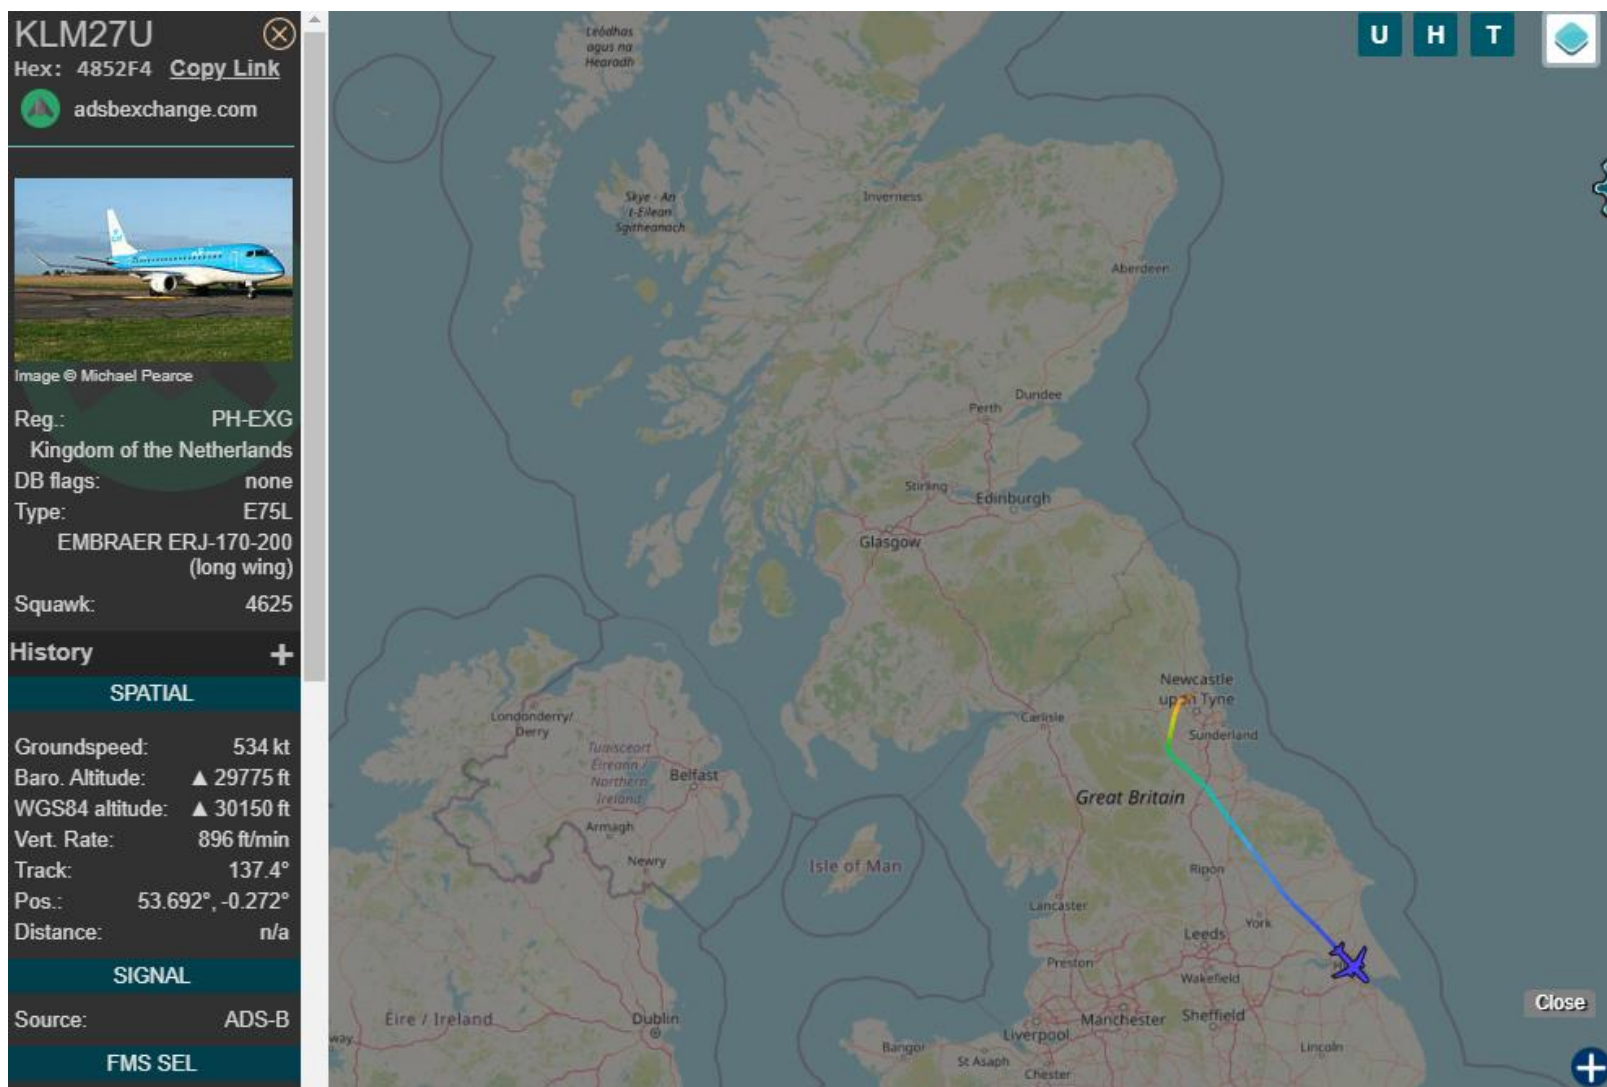 KLM27U
Hex: 4852F4 Copy Link
adsbexchange.com
Image © Michael Pearce
Reg.: PH-EXG
Kingdom of the Netherlands
DB flags: none
Type: E75L
EMBRAER ERJ-170-200
(long wing)
Squawk: 4625
History +
SPATIAL
Groundspeed: 534 kt
Baro. Altitude: ▲ 29775 ft
WGS84 altitude: ▲ 30150 ft
Vert. Rate: 896 ft/min
Track: 137.4°
Pos.: 53.692°, -0.272°
Distance: n/a
SIGNAL
Source: ADS-B
FMS SEL
U H T
Leódhas
agus na
Hearadh
Skye - An
t-Eilean
Sgitheanach
Inverness
Aberdeen
Dundee
Perth
Stirling
Edinburgh
Glasgow
Newcastle
upon Tyne
Sunderland
Carlisle
Londonderry/
Derry
Tuaisceart
Éireann /
Northern
Ireland
Belfast
Armagh
Newry
Great Britain
Isle of Man
Ripon
Lancaster
York
Leeds
Preston
Wakefield
Éire / Ireland
Dublin
Manchester
Sheffield
Liverpool
Bangor
St Asaph
Chester
Lincoln
way
Close